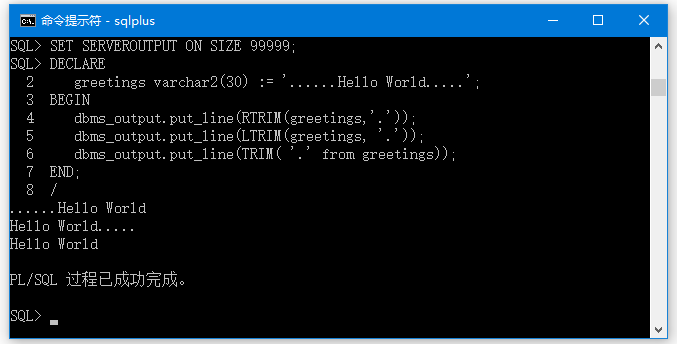 命令提示符 - sqlplus
SQL> SET SERVEROUTPUT ON SIZE 99999;
SQL> DECLARE
  2     greetings varchar2(30) := '......Hello World.....';
  3  BEGIN
  4     dbms_output.put_line(RTRIM(greetings,'.'));
  5     dbms_output.put_line(LTRIM(greetings, '.'));
  6     dbms_output.put_line(TRIM( '.' from greetings));
  7  END;
  8  /
......Hello World
Hello World.....
Hello World
PL/SQL 过程已成功完成。
SQL>